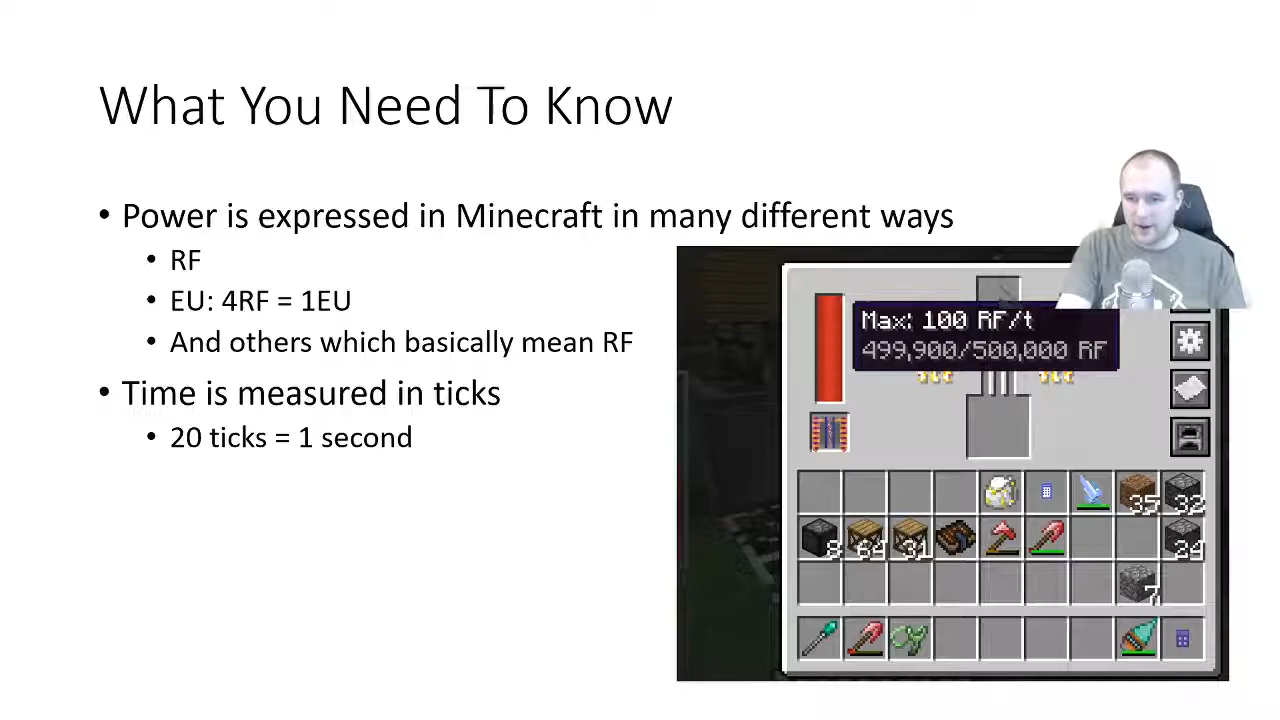 What You Need To Know
• Power is expressed in Minecraft in many different ways
• RF
• EU: 4RF = 1EU
• And others which basically mean RF
• Time is measured in ticks
• 20 ticks = 1 second
Max: 100 RF/t
499,900/500,000 RF
35 32
8 64 31 24
7